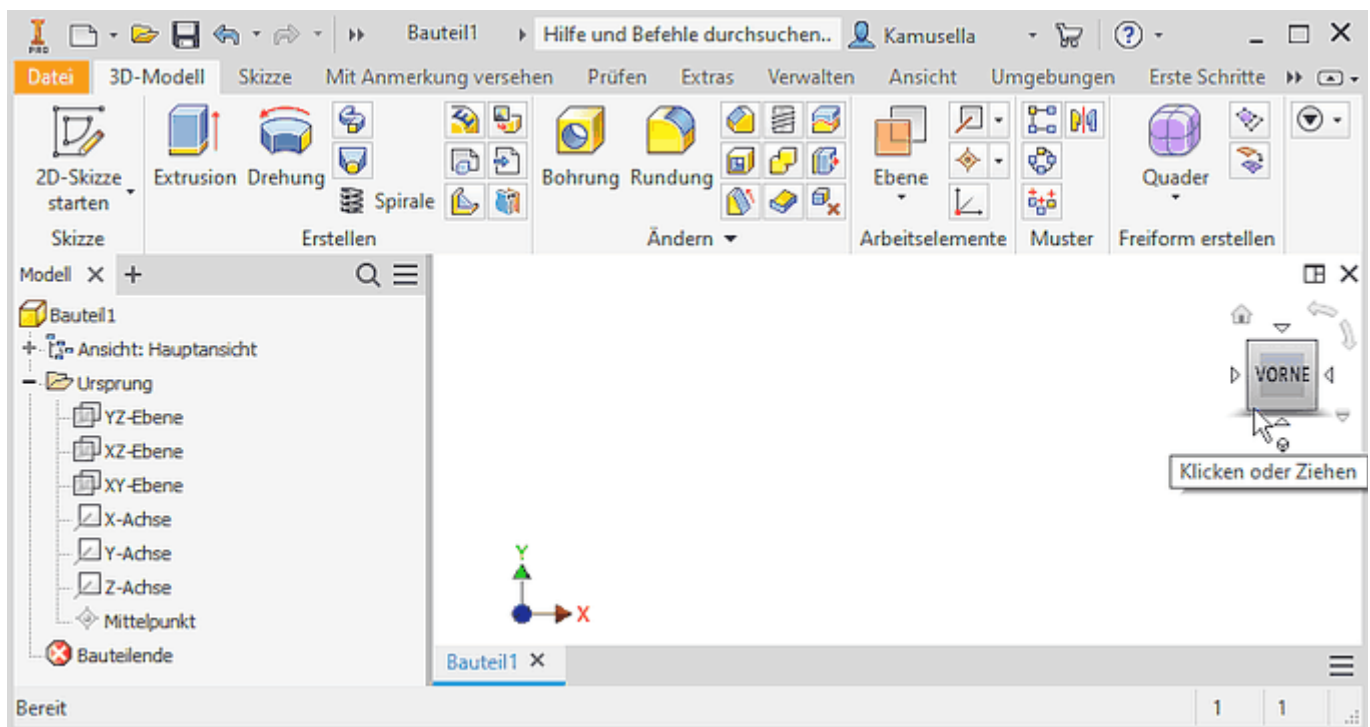 PRO
Bauteil1 Hilfe und Befehle durchsuchen.. Kamusella
Datei 3D-Modell Skizze Mit Anmerkung versehen Prüfen Extras Verwalten Ansicht Umgebungen Erste Schritte
2D-Skizze starten
Extrusion Drehung
Spirale
Bohrung Rundung
Ebene
Quader
Skizze Erstellen Ändern Arbeitselemente Muster Freiform erstellen
Modell
Bauteil1
Ansicht: Hauptansicht
Ursprung
YZ-Ebene
XZ-Ebene
XY-Ebene
X-Achse
Y-Achse
Z-Achse
Mittelpunkt
Bauteilende
VORNE
Klicken oder Ziehen
Y
X
Bauteil1
Bereit 1 1